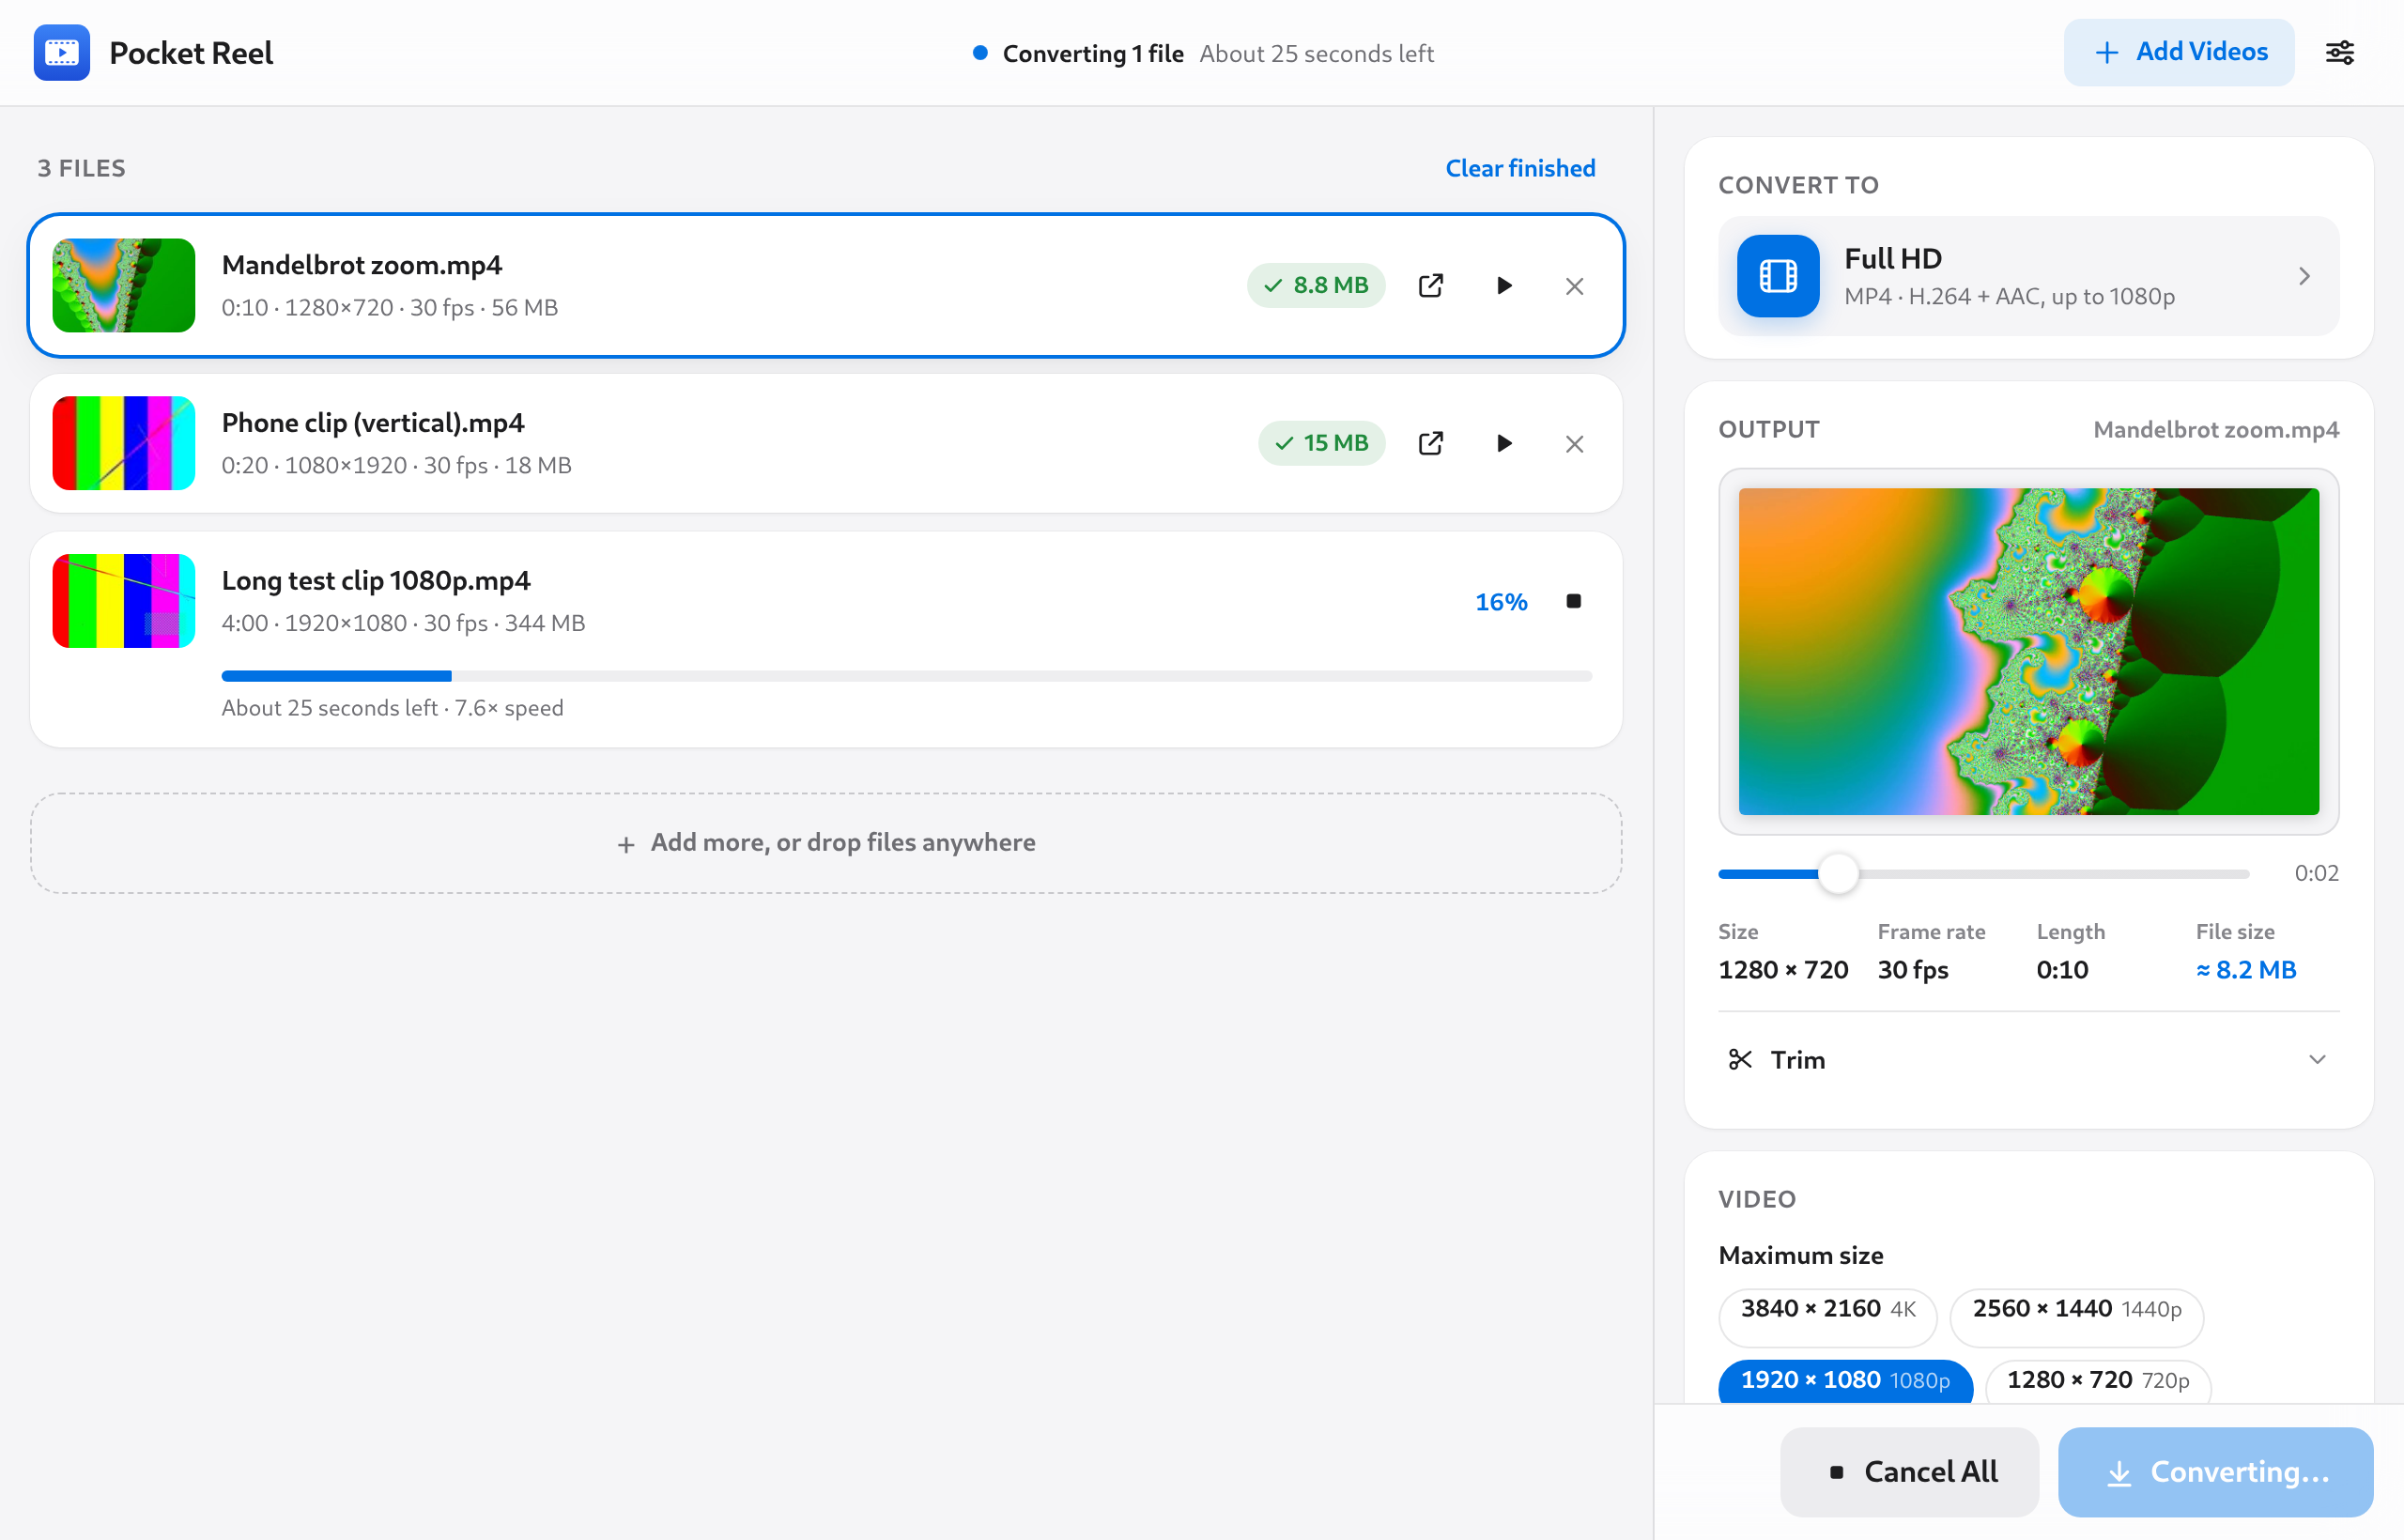 Pocket Reel
Converting 1 file About 25 seconds left
Add Videos
3 FILES
Clear finished
Mandelbrot zoom.mp4
0:10 · 1280×720 · 30 fps · 56 MB
8.8 MB
Phone clip (vertical).mp4
0:20 · 1080×1920 · 30 fps · 18 MB
15 MB
Long test clip 1080p.mp4
4:00 · 1920×1080 · 30 fps · 344 MB
16%
About 25 seconds left · 7.6× speed
Add more, or drop files anywhere
CONVERT TO
Full HD
MP4 · H.264 + AAC, up to 1080p
OUTPUT
Mandelbrot zoom.mp4
0:02
Size Frame rate Length File size
1280 × 720 30 fps 0:10 ≈ 8.2 MB
Trim
VIDEO
Maximum size
3840 × 2160 4K 2560 × 1440 1440p
1920 × 1080 1080p 1280 × 720 720p
Cancel All Converting...